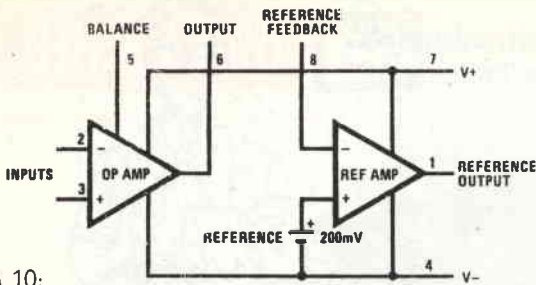 BALANCE
OUTPUT
REFERENCE
FEEDBACK
5
6
8
7
V+
2
−
INPUTS
OP AMP
3
+
−
REF AMP
+
1
REFERENCE
OUTPUT
REFERENCE
+
200mV
4
V−
10: